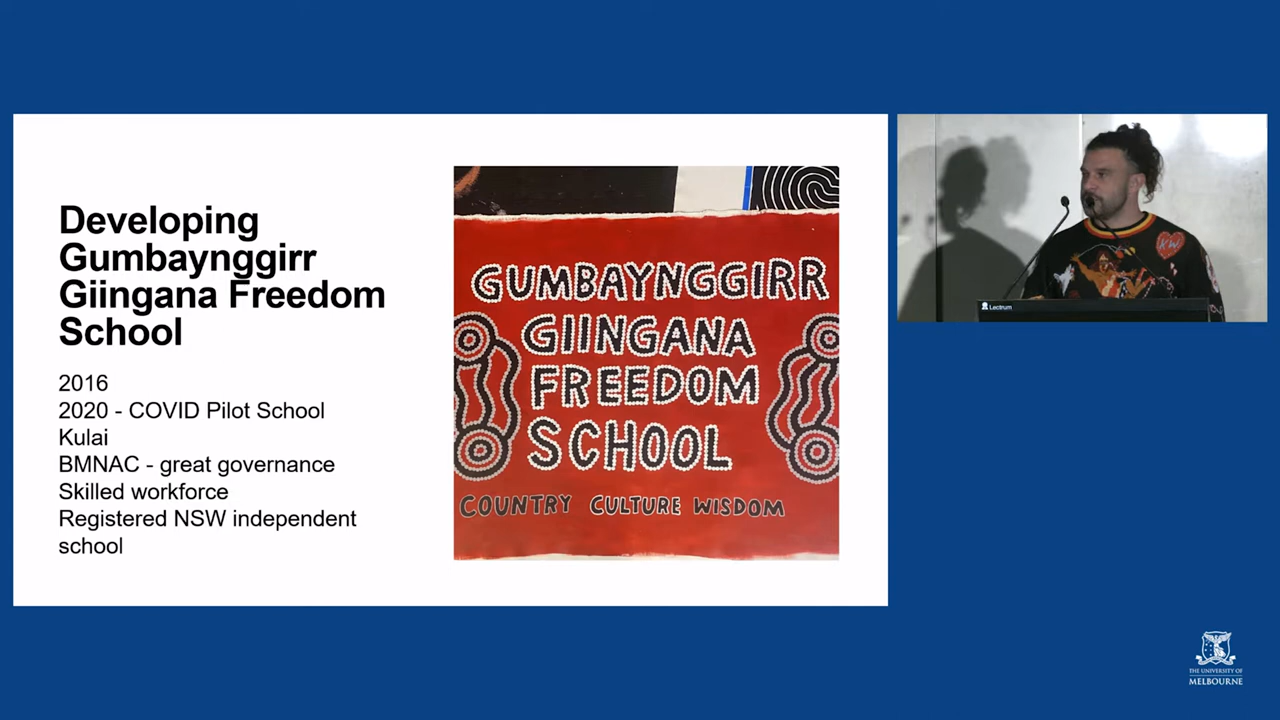 Developing
Gumbaynggirr
Giingana Freedom
School
2016
2020 - COVID Pilot School
Kulai
BMNAC - great governance
Skilled workforce
Registered NSW independent
school
GUMBAYNGGIRR
GIINGANA
FREEDOM
SCHOOL
COUNTRY CULTURE WISDOM
KW
Lectrum
THE UNIVERSITY OF
MELBOURNE